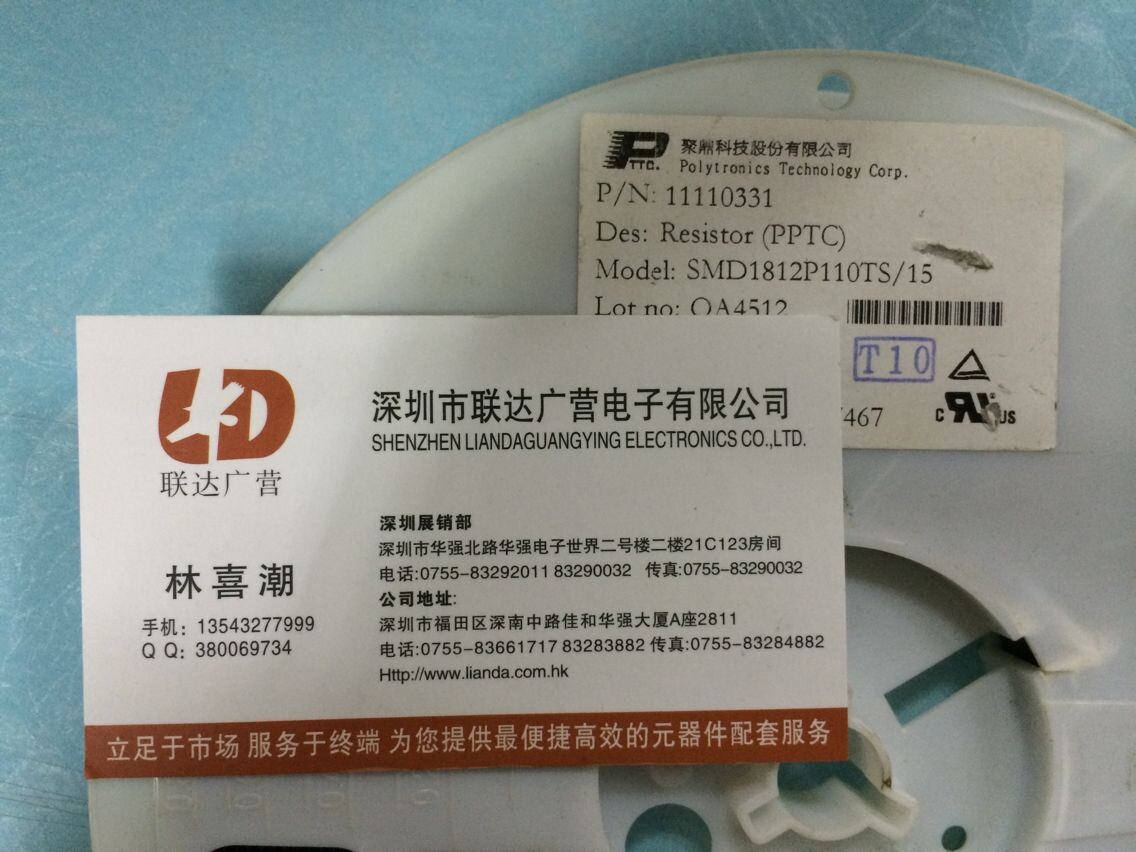 PTTC.
聚鼎科技股份有限公司
Polytronics Technology Corp.
P/N: 11110331
Des: Resistor (PPTC)
Model: SMD1812P110TS/15
Lot no: OA4512
T10
467
C US
联达广营
深圳市联达广营电子有限公司
SHENZHEN LIANDAGUANGYING ELECTRONICS CO.,LTD.
林喜潮
手机：13543277999
Q Q：380069734
深圳展销部
深圳市华强北路华强电子世界二号楼二楼21C123房间
电话:0755-83292011 83290032 传真:0755-83290032
公司地址:
深圳市福田区深南中路佳和华强大厦A座2811
电话:0755-83661717 83283882 传真:0755-83284882
Http://www.lianda.com.hk
立足于市场 服务于终端 为您提供最便捷高效的元器件配套服务